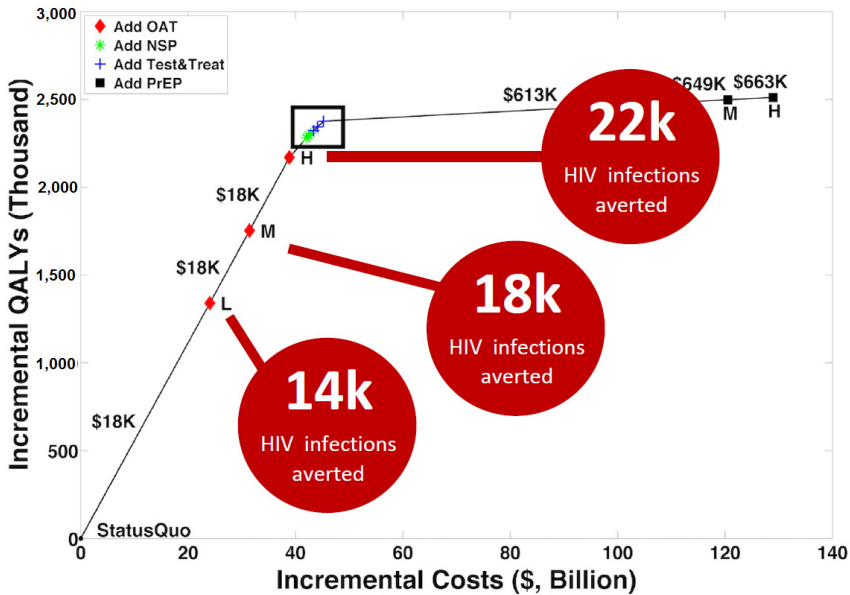 3,000
2,500
2,000
1,500
1,000
500
0
Incremental QALYs (Thousand)
Add OAT
Add NSP
Add Test&Treat
Add PrEP
$613K
$649K
$663K
M
H
H
22k
HIV infections
averted
$18K
M
18k
HIV infections
averted
$18K
L
14k
HIV infections
averted
$18K
StatusQuo
0
20
40
60
80
100
120
140
Incremental Costs ($, Billion)